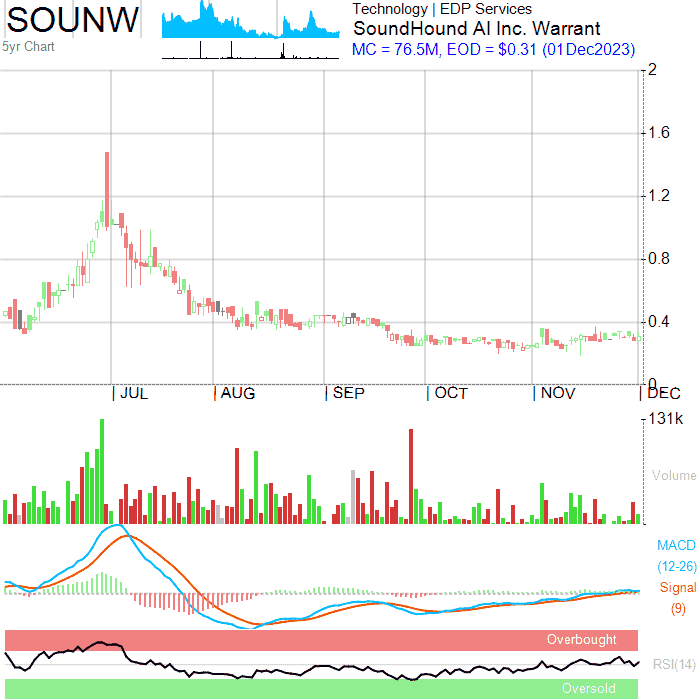 SOUNW
5yr Chart
Technology | EDP Services
SoundHound AI Inc. Warrant
MC = 76.5M, EOD = $0.31 (01Dec2023)
2
1.6
1.2
0.8
0.4
0
JUL AUG SEP OCT NOV DEC
131k
Volume
MACD
(12-26)
Signal
(9)
Overbought
RSI(14)
Oversold